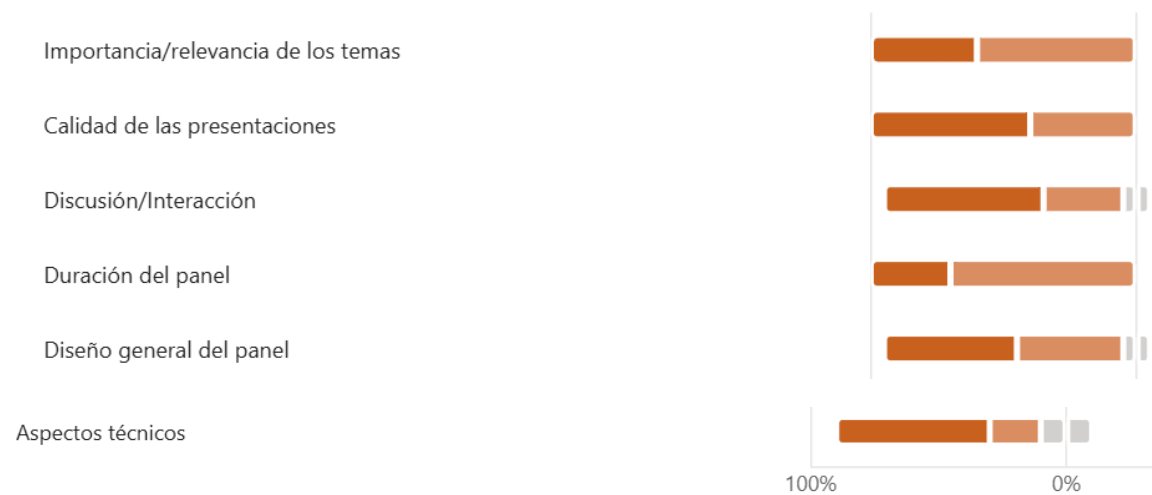 Importancia/relevancia de los temas
Calidad de las presentaciones
Discusión/Interacción
Duración del panel
Diseño general del panel
Aspectos técnicos
100% 0%